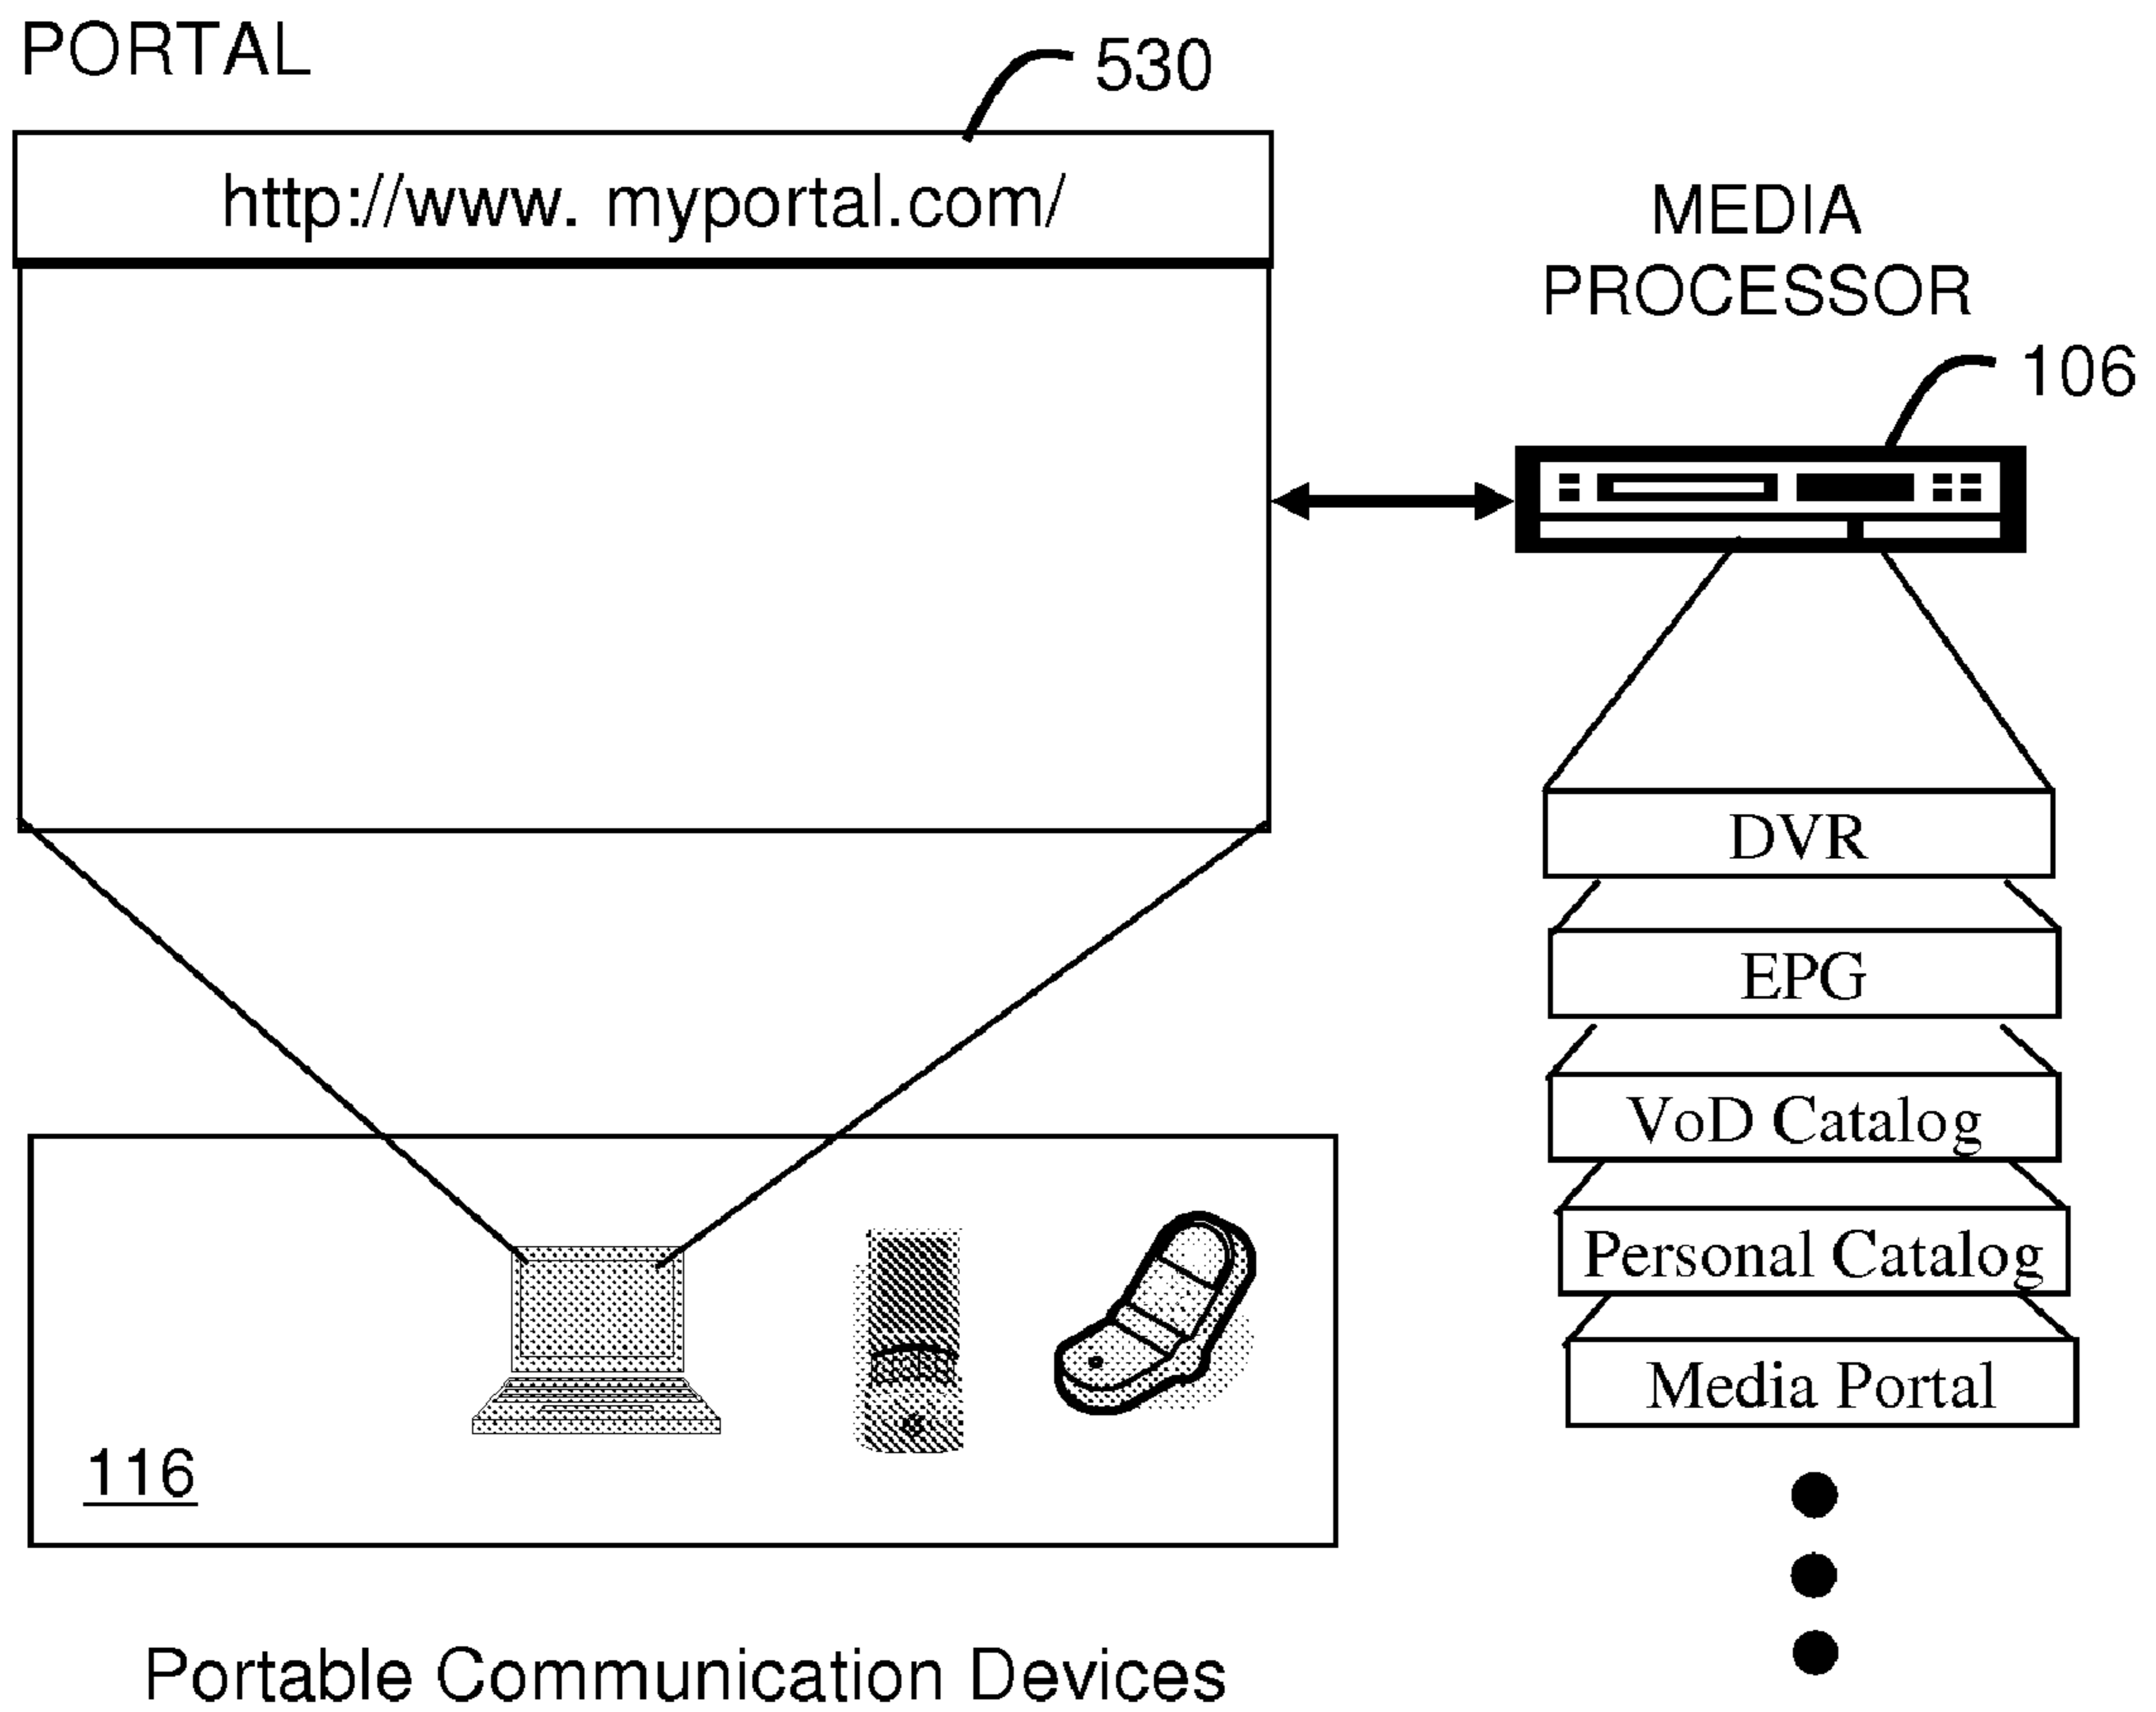 PORTAL
530
http://www. myportal.com/
MEDIA
PROCESSOR
106
DVR
EPG
VoD Catalog
Personal Catalog
Media Portal
116
Portable Communication Devices